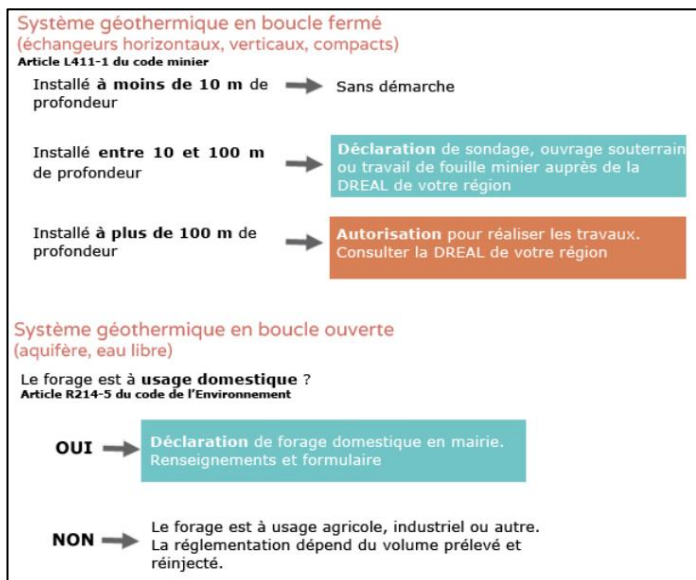 Système géothermique en boucle fermé
(échangeurs horizontaux, verticaux, compacts)
Article L411-1 du code minier
Installé à moins de 10 m de
profondeur
Sans démarche
Installé entre 10 et 100 m
de profondeur
Déclaration de sondage, ouvrage souterrain
ou travail de fouille minier auprès de la
DREAL de votre région
Installé à plus de 100 m de
profondeur
Autorisation pour réaliser les travaux.
Consulter la DREAL de votre région
Système géothermique en boucle ouverte
(aquifère, eau libre)
Le forage est à usage domestique ?
Article R214-5 du code de l'Environnement
OUI
Déclaration de forage domestique en mairie.
Renseignements et formulaire
NON
Le forage est à usage agricole, industriel ou autre.
La réglementation dépend du volume prélevé et
réinjecté.